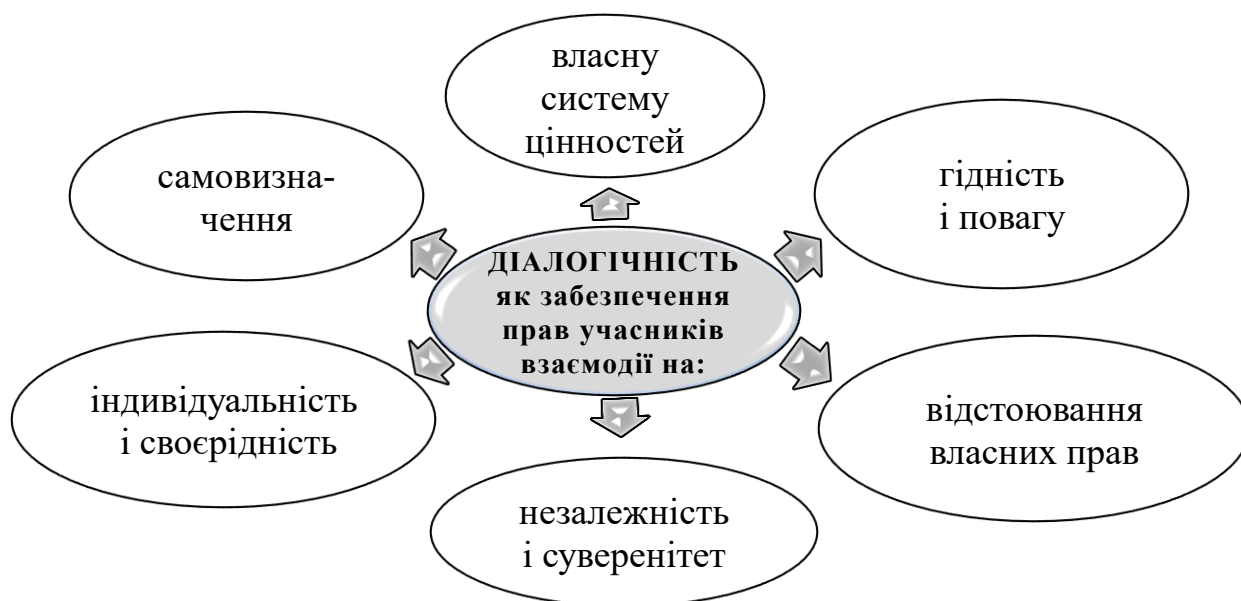 власну
систему
цінностей
самовизна-
чення
гідність
і повагу
ДІАЛОГІЧНІСТЬ
як забезпечення
прав учасників
взаємодії на:
індивідуальність
і своєрідність
відстоювання
власних прав
незалежність
і суверенітет